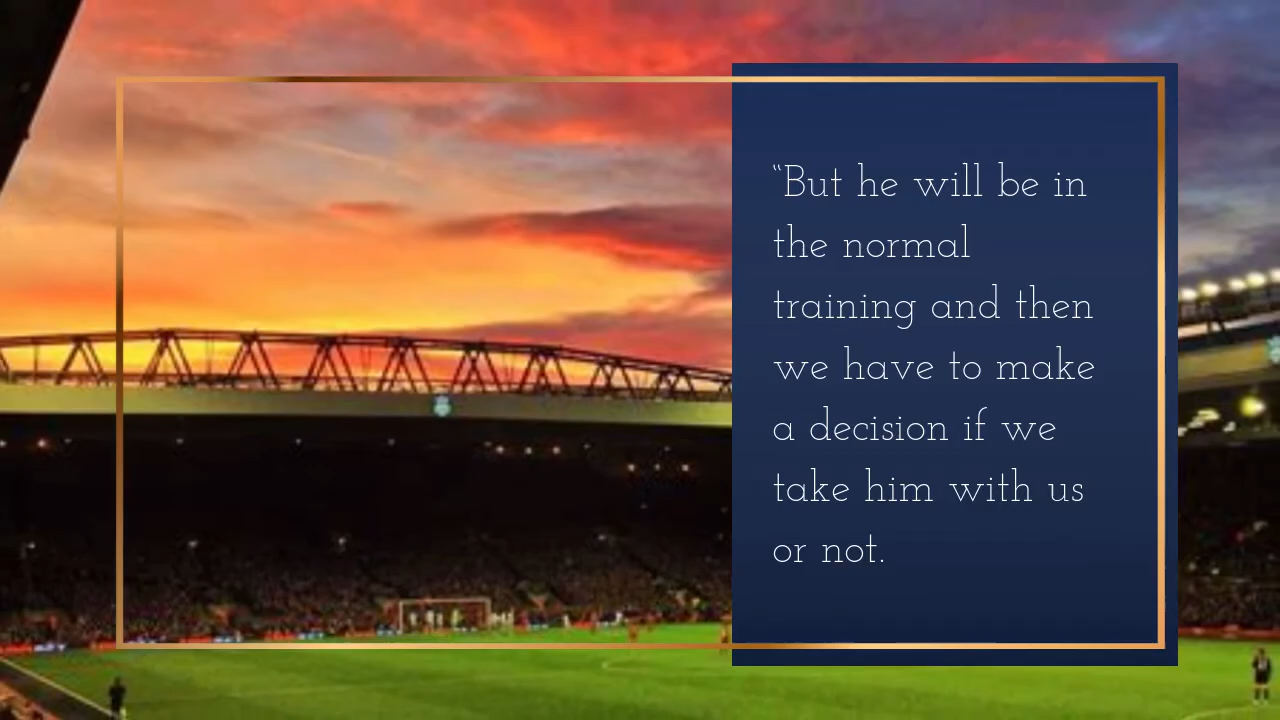 “But he will be in
the normal
training and then
we have to make
a decision if we
take him with us
or not.